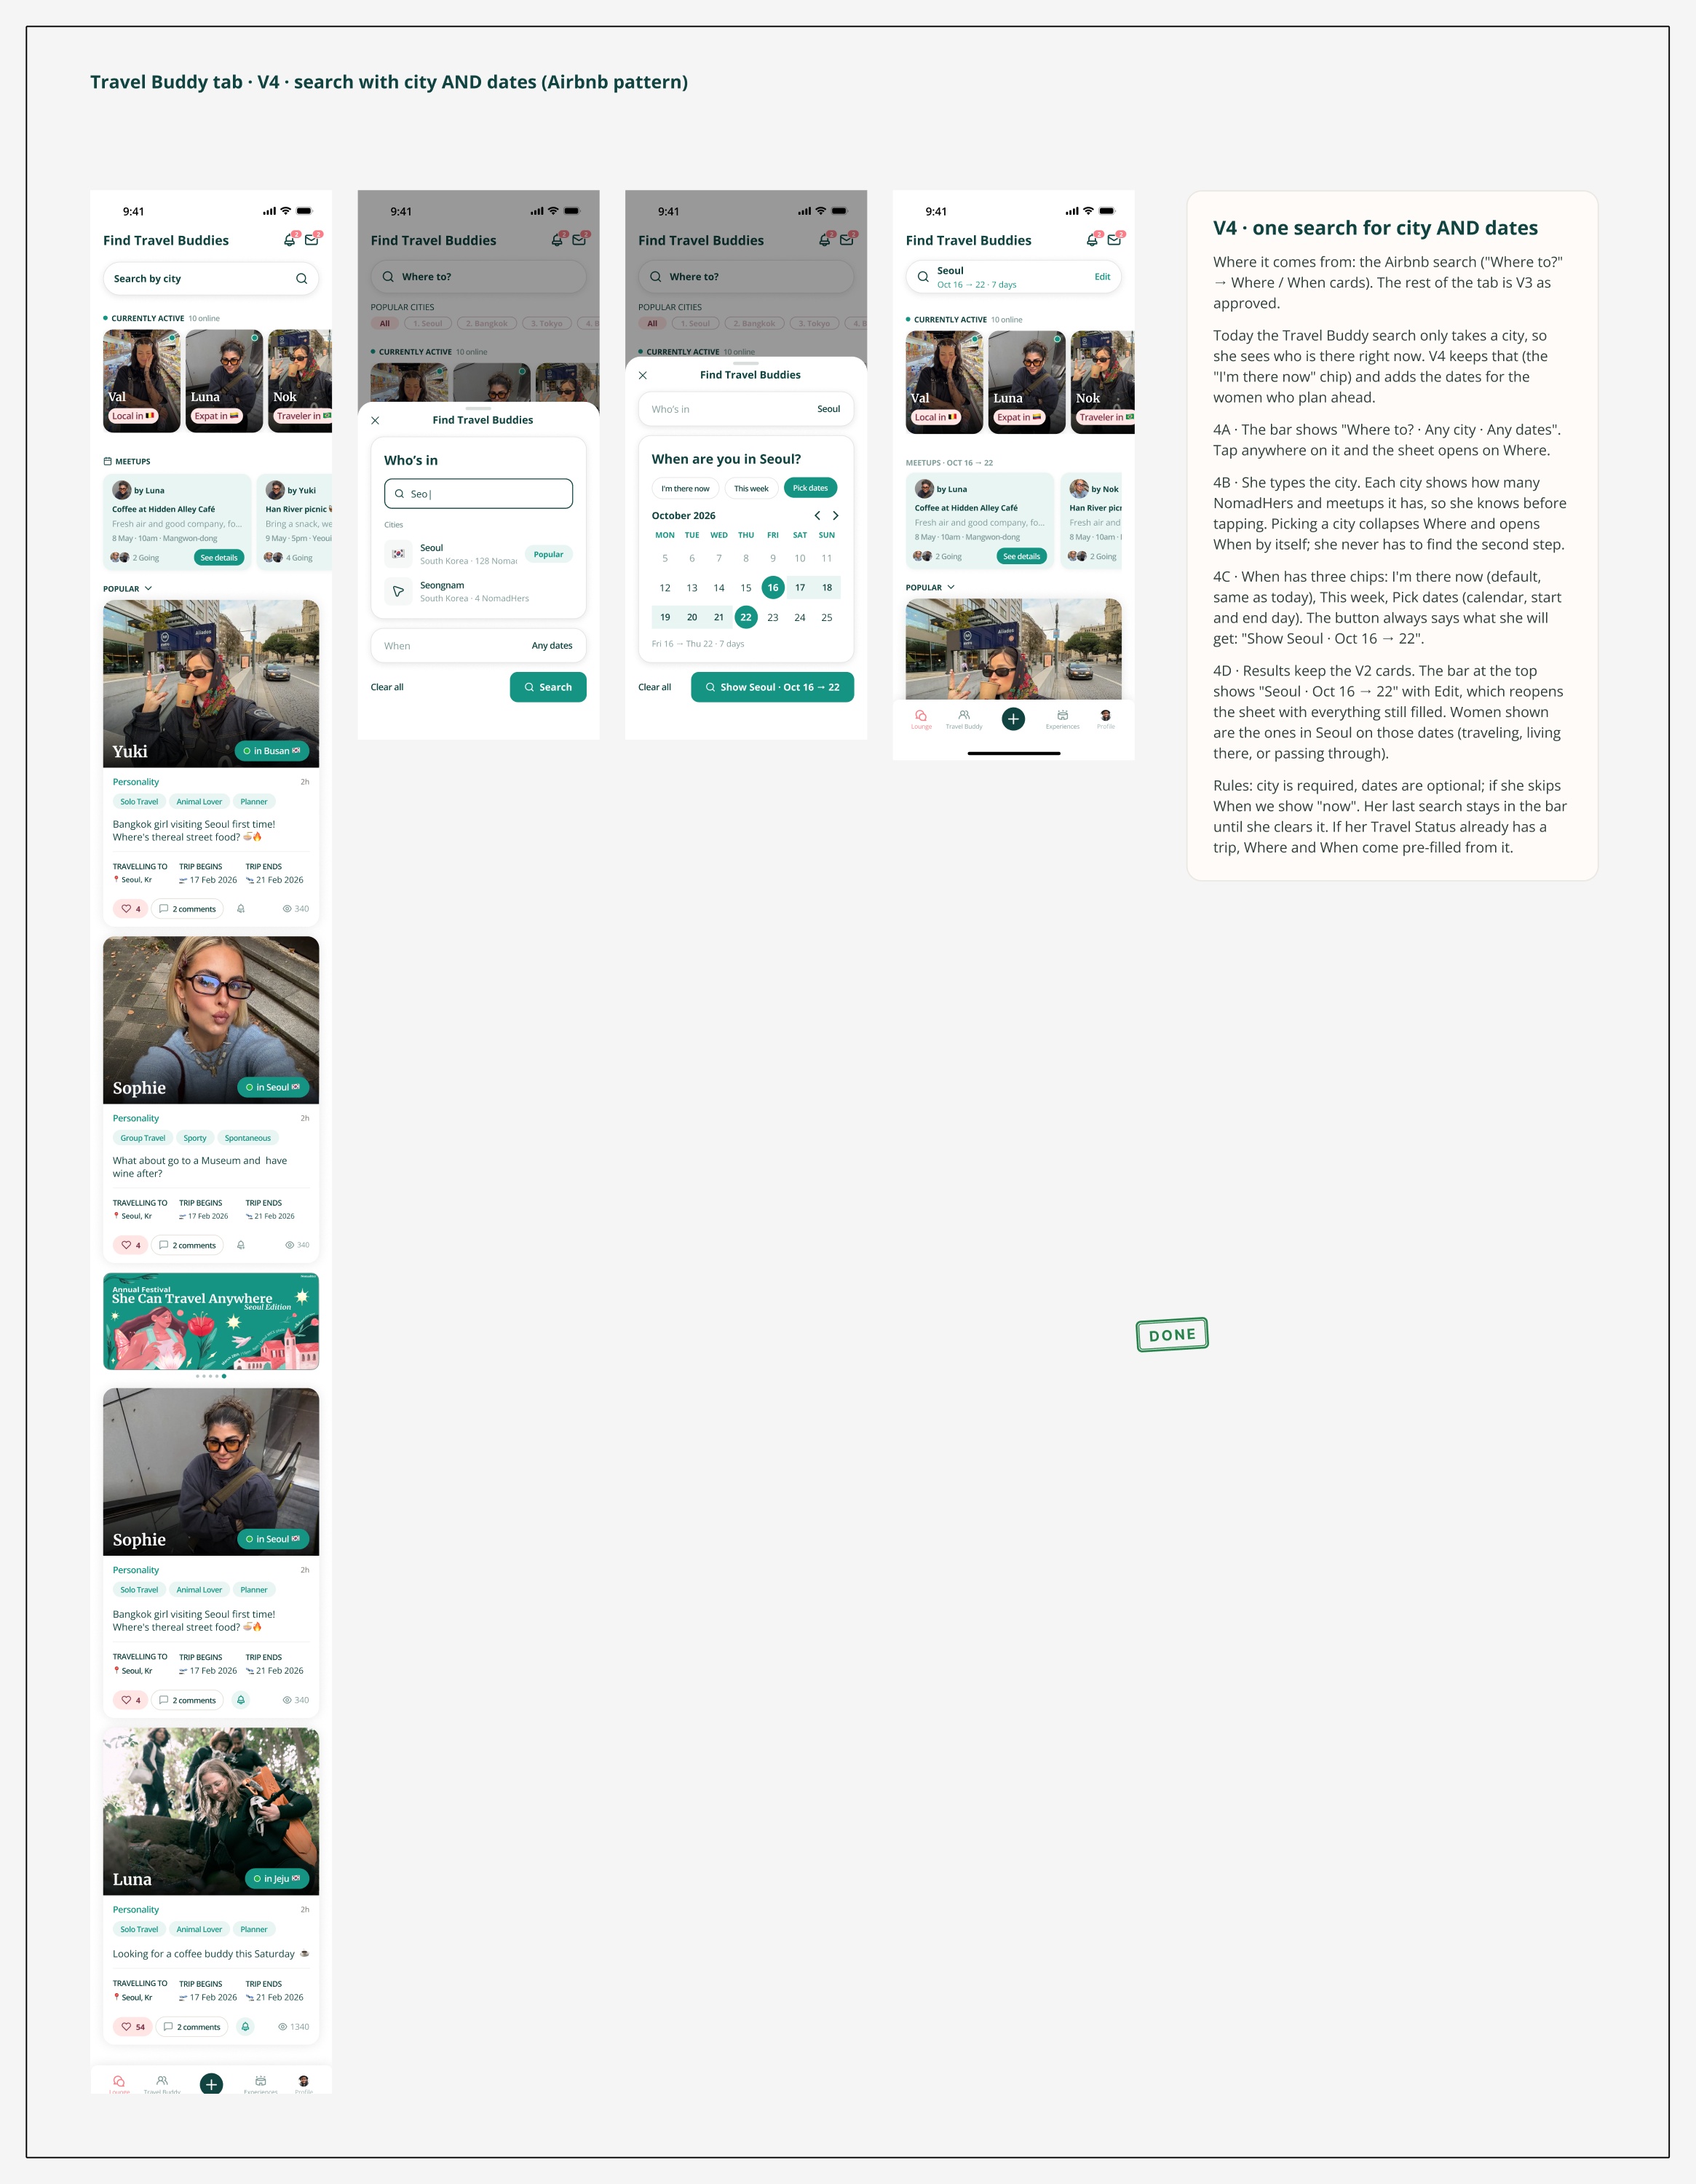 Travel Buddy tab · V4 · search with city AND dates (Airbnb pattern)
9:41
Find Travel Buddies
2
2
Search by city
CURRENTLY ACTIVE 10 online
Val
Local in
Luna
Expat in
Nok
Traveler in
MEETUPS
by Luna
Coffee at Hidden Alley Café
Fresh air and good company, fo...
8 May · 10am · Mangwon-dong
2 Going
See details
by Yuki
Han River picnic
Bring a snack, we
9 May · 5pm · Yeoui
4 Going
POPULAR
Yuki
in Busan
Personality
2h
Solo Travel
Animal Lover
Planner
Bangkok girl visiting Seoul first time!
Where's thereal street food? 🍜🔥
TRAVELLING TO
TRIP BEGINS
TRIP ENDS
Seoul, Kr
17 Feb 2026
21 Feb 2026
4
2 comments
340
Sophie
in Seoul
Personality
2h
Group Travel
Sporty
Spontaneous
What about go to a Museum and  have
wine after?
TRAVELLING TO
TRIP BEGINS
TRIP ENDS
Seoul, Kr
17 Feb 2026
21 Feb 2026
4
2 comments
340
Annual Festival
She Can Travel Anywhere
Seoul Edition
Sophie
in Seoul
Personality
2h
Solo Travel
Animal Lover
Planner
Bangkok girl visiting Seoul first time!
Where's thereal street food? 🍜🔥
TRAVELLING TO
TRIP BEGINS
TRIP ENDS
Seoul, Kr
17 Feb 2026
21 Feb 2026
4
2 comments
340
Luna
in Jeju
Personality
2h
Solo Travel
Animal Lover
Planner
Looking for a coffee buddy this Saturday ☕
TRAVELLING TO
TRIP BEGINS
TRIP ENDS
Seoul, Kr
17 Feb 2026
21 Feb 2026
54
2 comments
1340
Lounge
Travel Buddy
Experiences
Profile
9:41
Find Travel Buddies
2
2
Where to?
POPULAR CITIES
All
1. Seoul
2. Bangkok
3. Tokyo
4. B
CURRENTLY ACTIVE 10 online
Find Travel Buddies
Who's in
Seo|
Cities
Seoul
South Korea · 128 Nomad
Popular
Seongnam
South Korea · 4 NomadHers
When
Any dates
Clear all
Search
9:41
Find Travel Buddies
2
2
Where to?
POPULAR CITIES
All
1. Seoul
2. Bangkok
3. Tokyo
4. B
CURRENTLY ACTIVE 10 online
Find Travel Buddies
Who's in
Seoul
When are you in Seoul?
I'm there now
This week
Pick dates
October 2026
MON TUE WED THU FRI SAT SUN
5 6 7 8 9 10 11
12 13 14 15 16 17 18
19 20 21 22 23 24 25
Fri 16 → Thu 22 · 7 days
Clear all
Show Seoul · Oct 16 → 22
9:41
Find Travel Buddies
2
2
Seoul
Oct 16 → 22 · 7 days
Edit
CURRENTLY ACTIVE 10 online
Val
Local in
Luna
Expat in
Nok
Traveler in
MEETUPS · OCT 16 → 22
by Luna
Coffee at Hidden Alley Café
Fresh air and good company, fo...
8 May · 10am · Mangwon-dong
2 Going
See details
by Nok
Han River picn
Fresh air and
8 May · 10am ·
2 Going
POPULAR
Lounge
Travel Buddy
Experiences
Profile
V4 · one search for city AND dates
Where it comes from: the Airbnb search ("Where to?"
→ Where / When cards). The rest of the tab is V3 as
approved.
Today the Travel Buddy search only takes a city, so
she sees who is there right now. V4 keeps that (the
"I'm there now" chip) and adds the dates for the
women who plan ahead.
4A · The bar shows "Where to? · Any city · Any dates".
Tap anywhere on it and the sheet opens on Where.
4B · She types the city. Each city shows how many
NomadHers and meetups it has, so she knows before
tapping. Picking a city collapses Where and opens
When by itself; she never has to find the second step.
4C · When has three chips: I'm there now (default,
same as today), This week, Pick dates (calendar, start
and end day). The button always says what she will
get: "Show Seoul · Oct 16 → 22".
4D · Results keep the V2 cards. The bar at the top
shows "Seoul · Oct 16 → 22" with Edit, which reopens
the sheet with everything still filled. Women shown
are the ones in Seoul on those dates (traveling, living
there, or passing through).
Rules: city is required, dates are optional; if she skips
When we show "now". Her last search stays in the bar
until she clears it. If her Travel Status already has a
trip, Where and When come pre-filled from it.
DONE